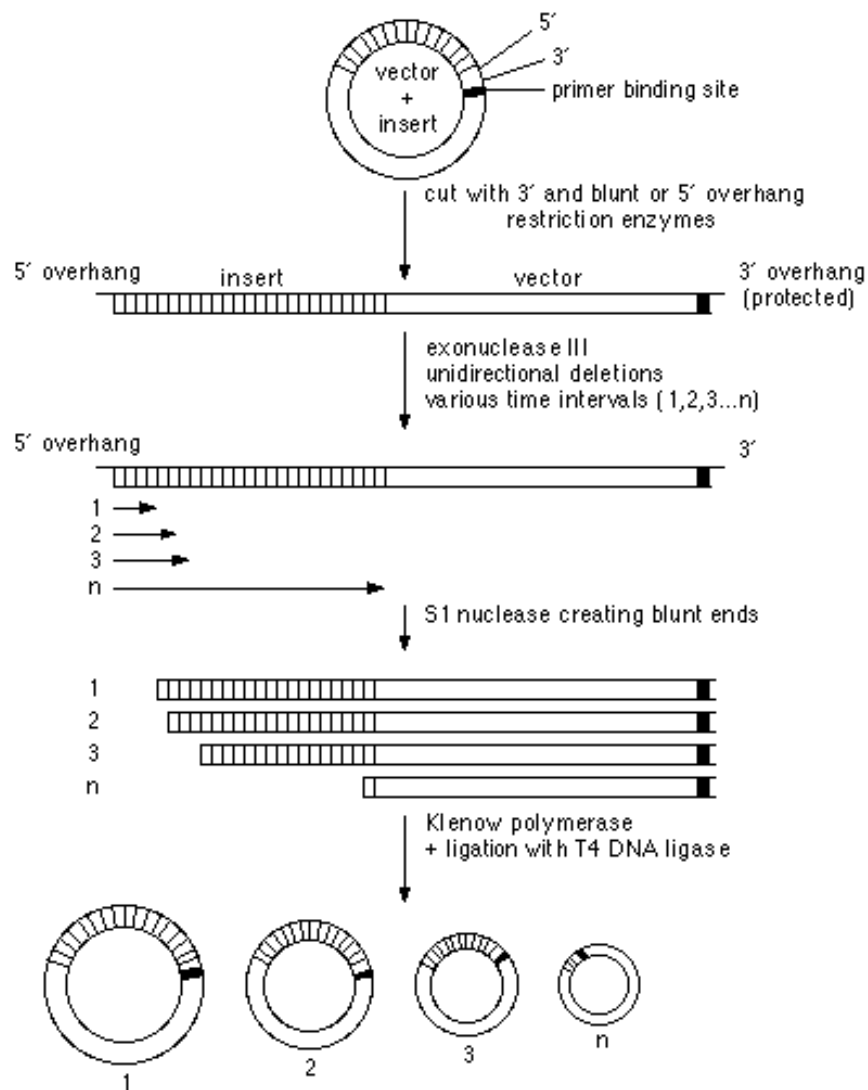 5´
3´
vector
+
insert
primer binding site
cut with 3´ and blunt or 5´ overhang
restriction enzymes
5´ overhang
insert
vector
3´ overhang
(protected)
exonuclease III
unidirectional deletions
various time intervals (1,2,3...n)
5´ overhang
3´
1
2
3
n
S1 nuclease creating blunt ends
1
2
3
n
Klenow polymerase
+ ligation with T4 DNA ligase
1
2
3
n